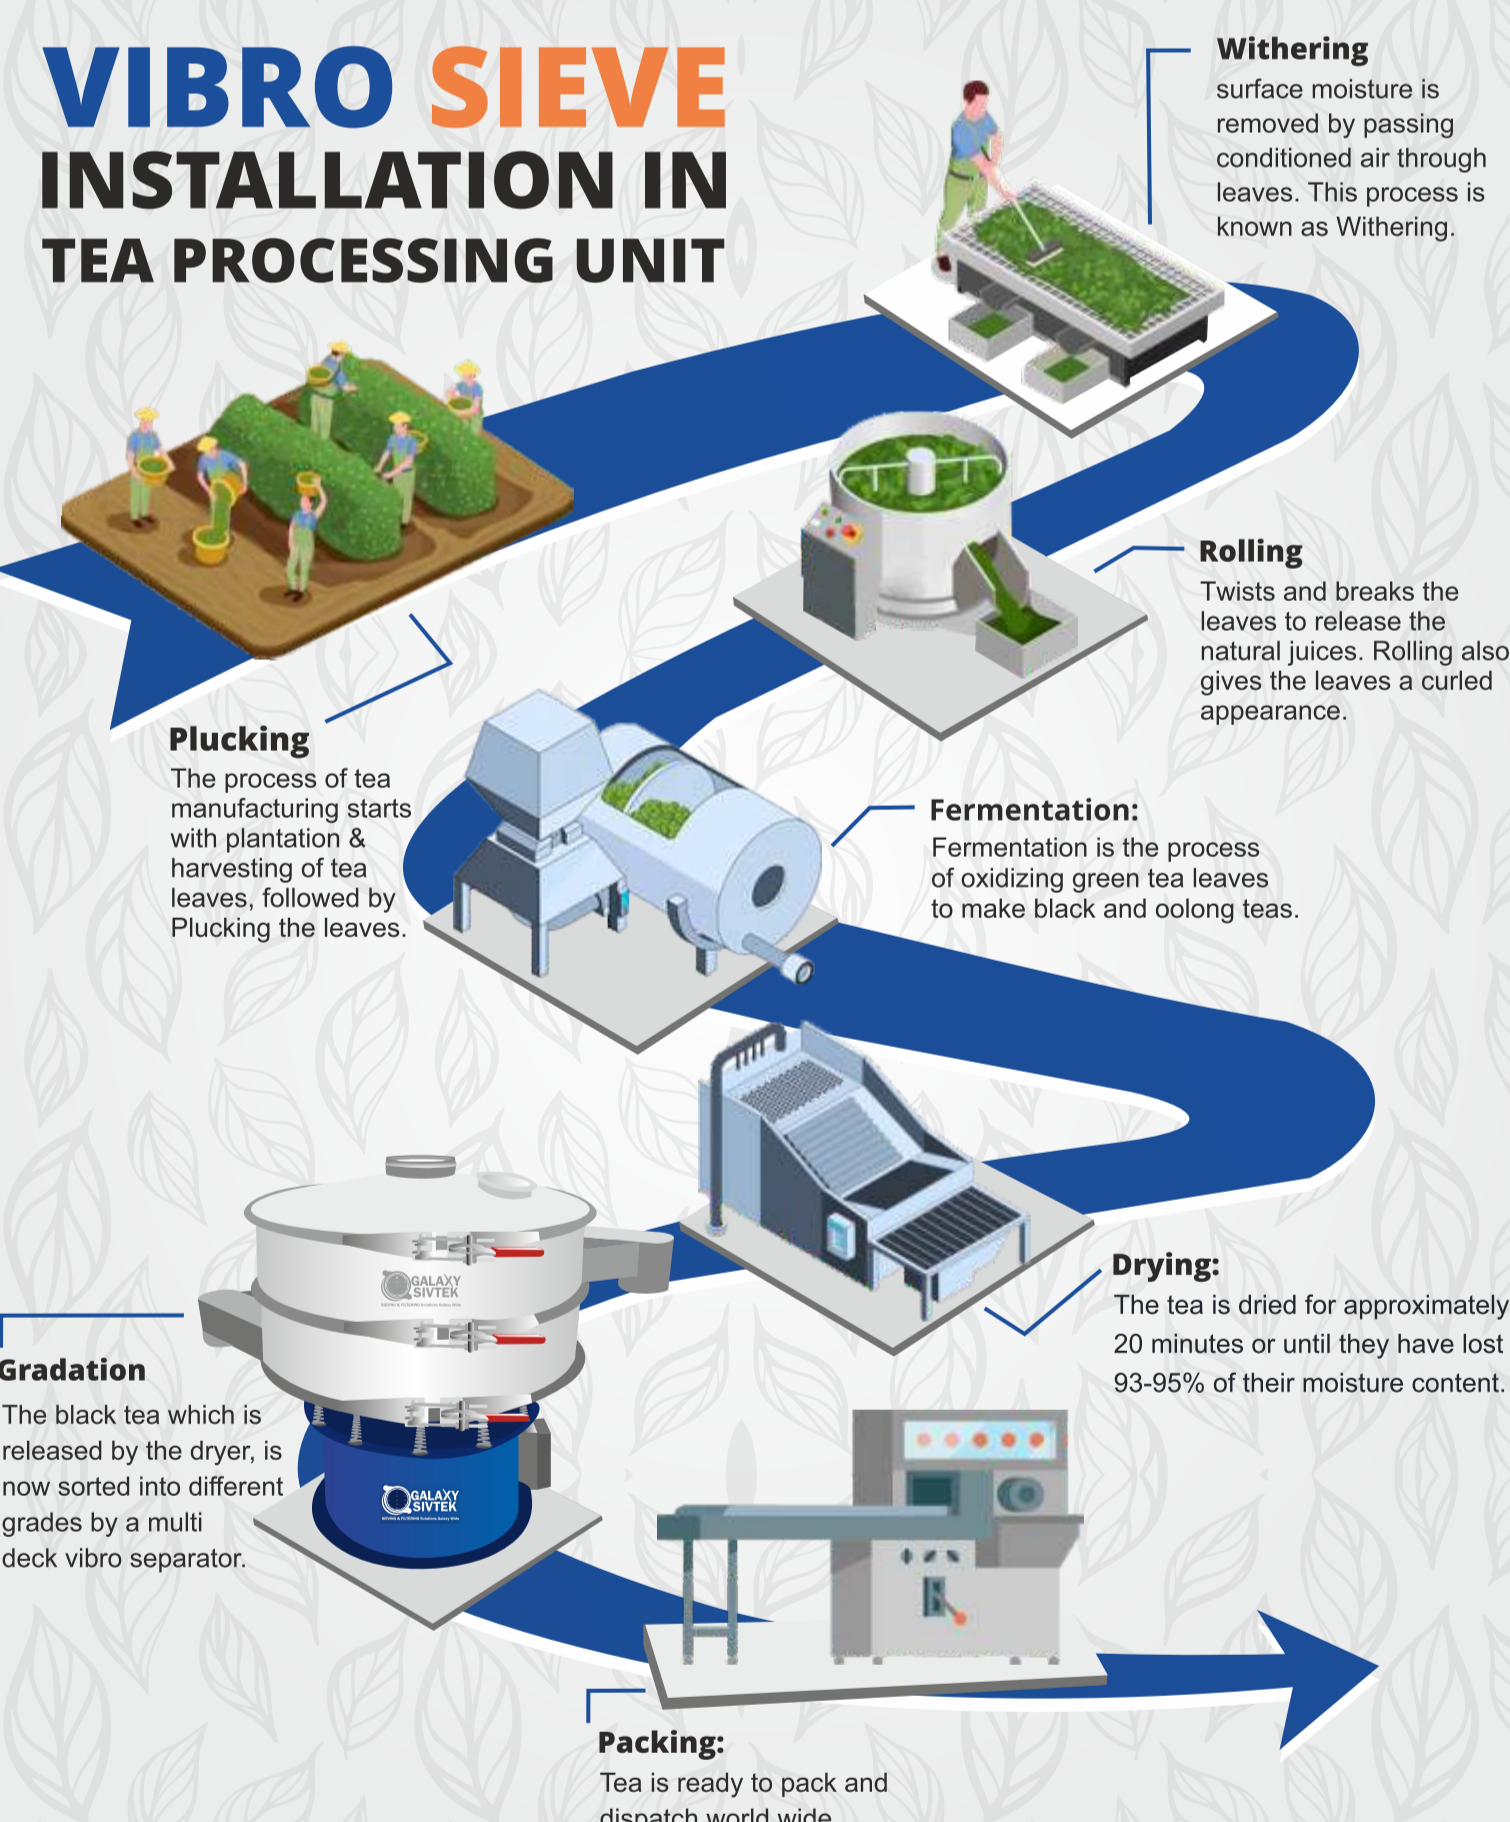 VIBRO SIEVE
INSTALLATION IN
TEA PROCESSING UNIT
Withering
surface moisture is
removed by passing
conditioned air through
leaves. This process is
known as Withering.
Rolling
Twists and breaks the
leaves to release the
natural juices. Rolling also
gives the leaves a curled
appearance.
Plucking
The process of tea
manufacturing starts
with plantation &
harvesting of tea
leaves, followed by
Plucking the leaves.
Fermentation:
Fermentation is the process
of oxidizing green tea leaves
to make black and oolong teas.
Drying:
The tea is dried for approximately
20 minutes or until they have lost
93-95% of their moisture content.
GALAXY
SIVTEK
Gradation
The black tea which is
released by the dryer, is
now sorted into different
grades by a multi
deck vibro separator.
GALAXY
SIVTEK
Packing:
Tea is ready to pack and
dispatch world wide